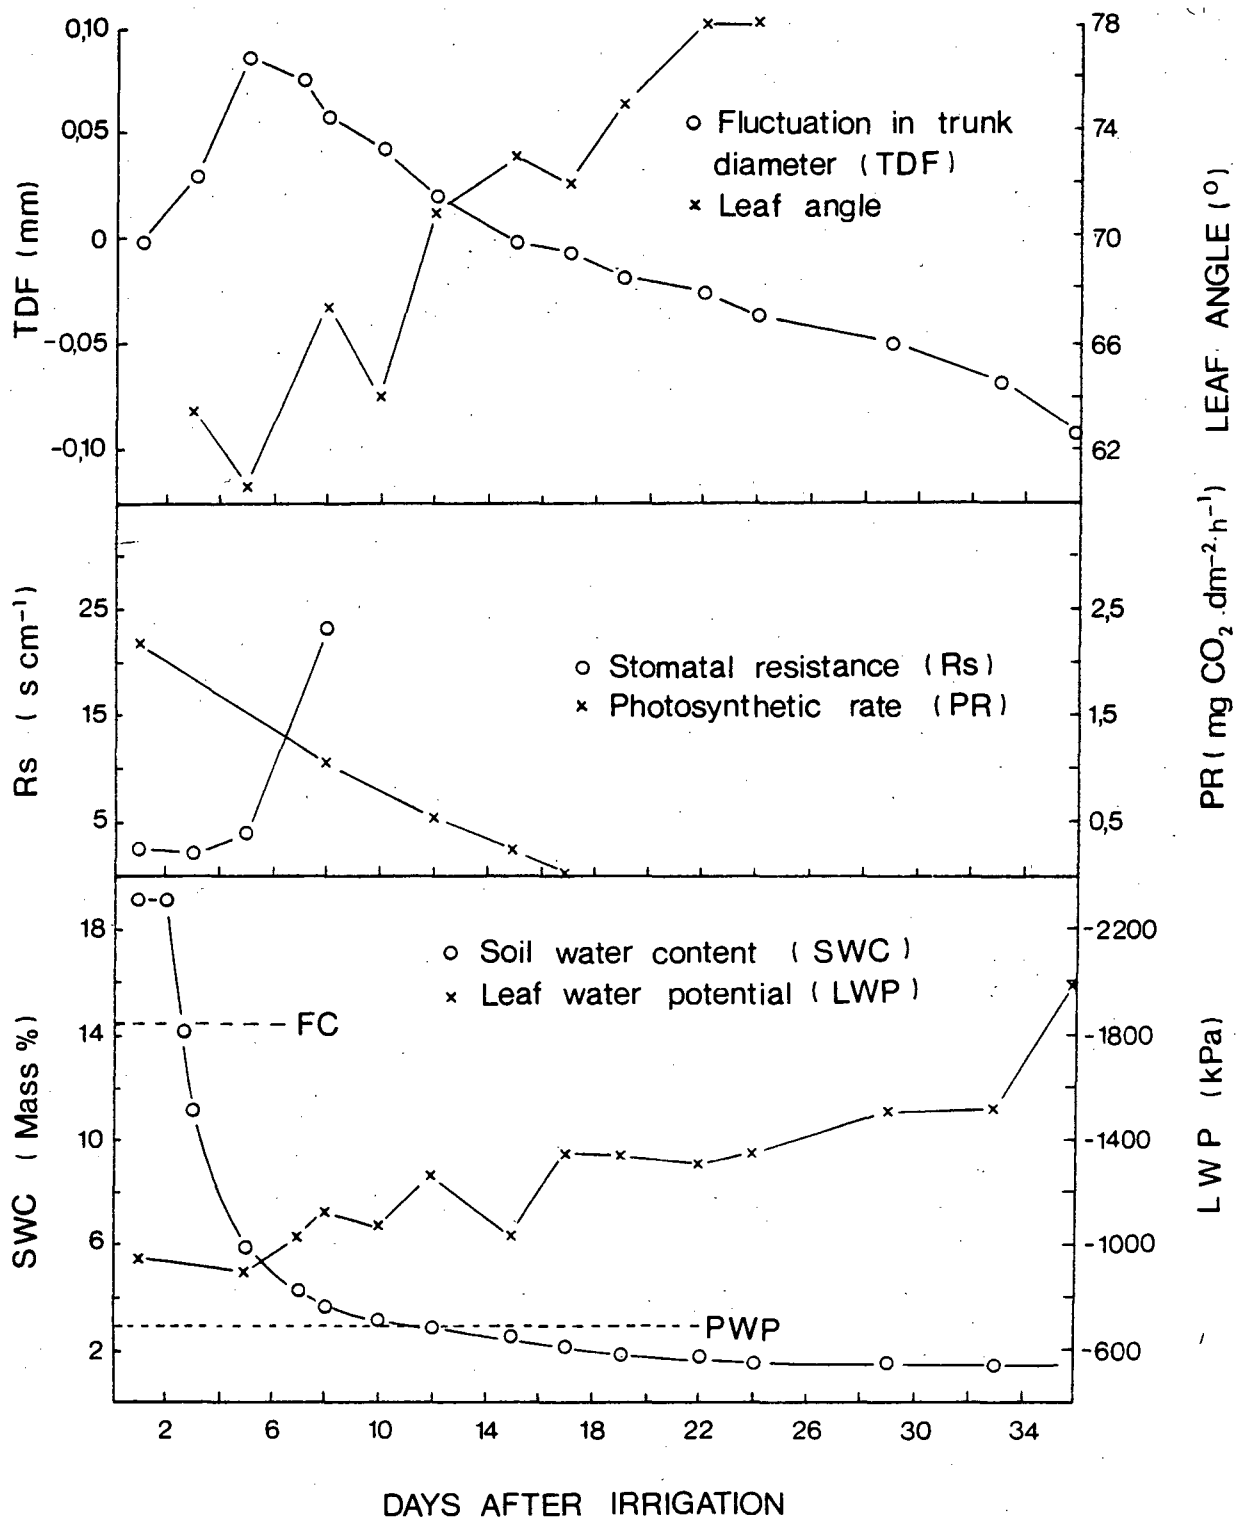 0,10
0,05
0
-0,05
-0,10
TDF (mm)
78
74
70
66
62
LEAF ANGLE (°)
o Fluctuation in trunk
diameter (TDF)
x Leaf angle
25
15
5
Rs (s cm⁻¹)
2,5
1,5
0,5
PR (mg CO₂.dm⁻².h⁻¹)
o Stomatal resistance (Rs)
x Photosynthetic rate (PR)
18
14
10
6
2
SWC (Mass %)
-2200
-1800
-1400
-1000
-600
LWP (kPa)
o Soil water content (SWC)
x Leaf water potential (LWP)
FC
PWP
2 6 10 14 18 22 26 30 34
DAYS AFTER IRRIGATION